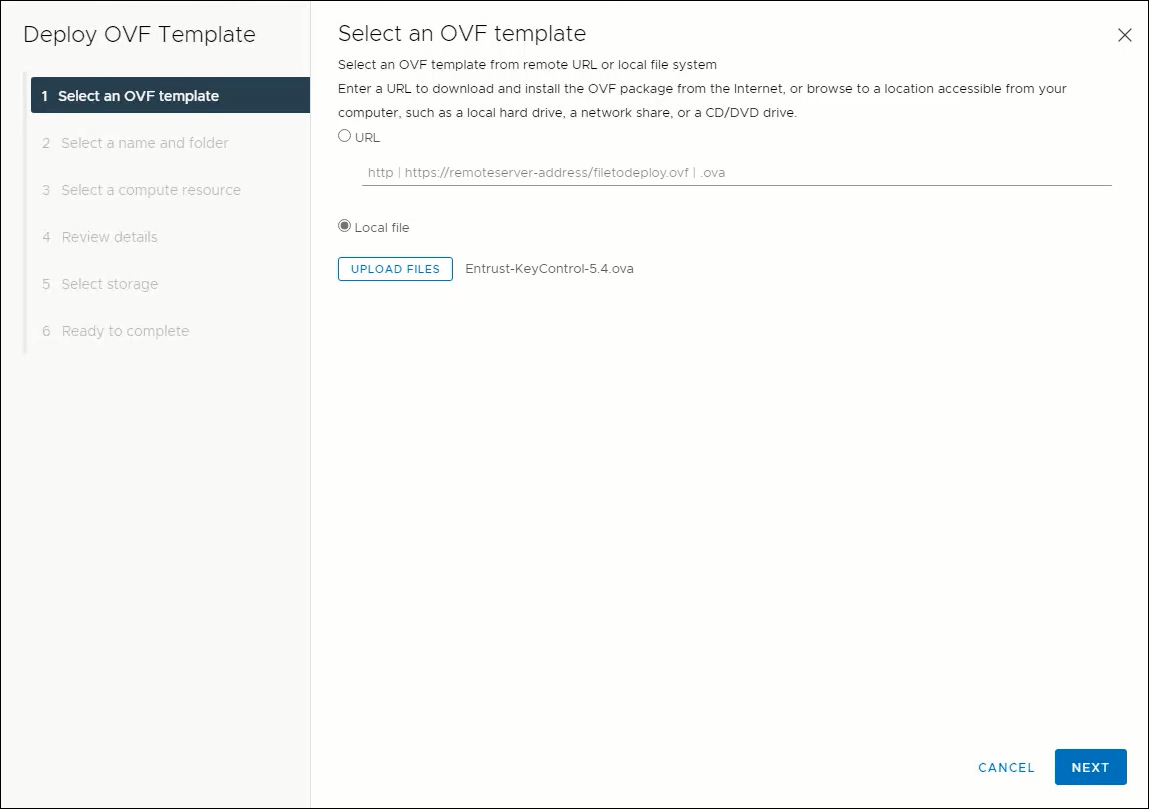 Deploy OVF Template
1 Select an OVF template
2 Select a name and folder
3 Select a compute resource
4 Review details
5 Select storage
6 Ready to complete
Select an OVF template
Select an OVF template from remote URL or local file system
Enter a URL to download and install the OVF package from the Internet, or browse to a location accessible from your
computer, such as a local hard drive, a network share, or a CD/DVD drive.
URL
http | https://remoteserver-address/filetodeploy.ovf | .ova
Local file
UPLOAD FILES Entrust-KeyControl-5.4.ova
CANCEL NEXT